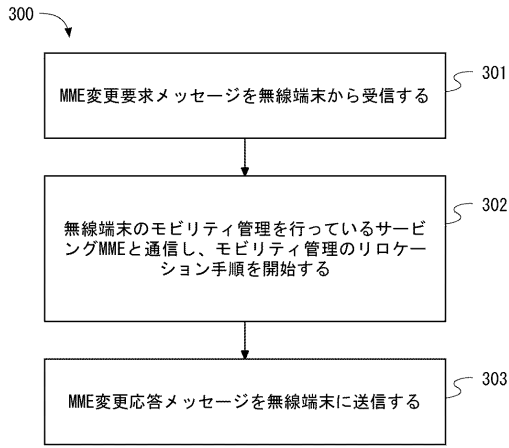 300
MME変更要求メッセージを無線端末から受信する
301
無線端末のモビリティ管理を行っているサービ
ングMMEと通信し、モビリティ管理のリロケー
ション手順を開始する
302
MME変更応答メッセージを無線端末に送信する
303